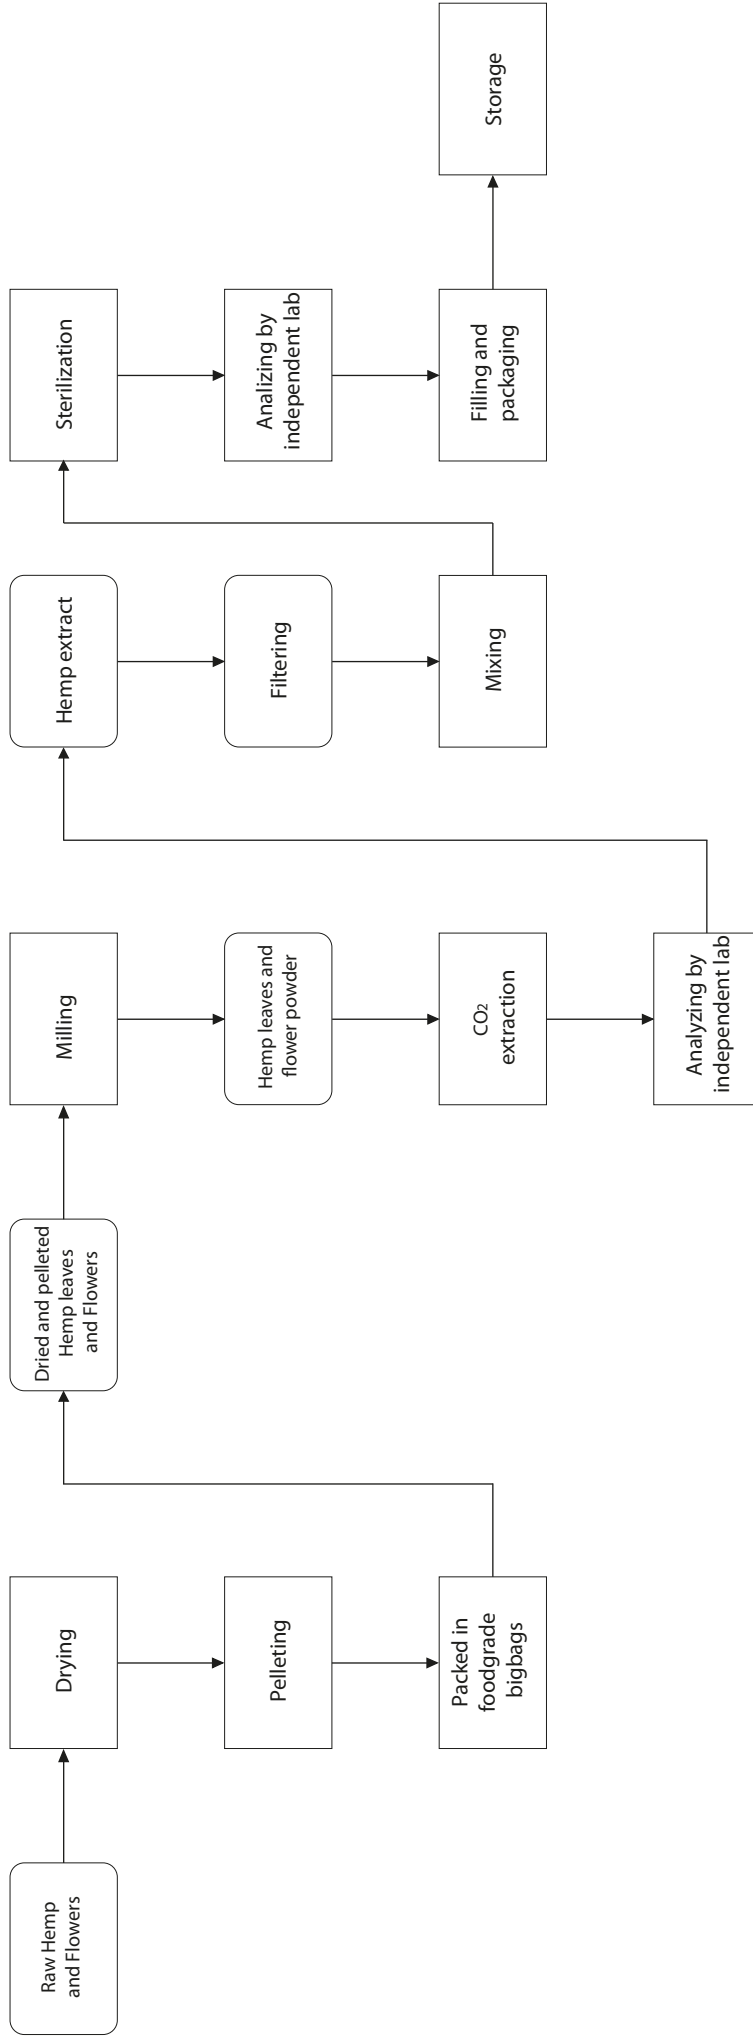 Raw Hemp
and Flowers
Drying
Pelleting
Packed in
foodgrade
bigbags
Dried and pelleted
Hemp leaves
and Flowers
Milling
Hemp leaves and
flower powder
CO₂
extraction
Analyzing by
independent lab
Hemp extract
Filtering
Mixing
Sterilization
Analizing by
independent lab
Filling and
packaging
Storage